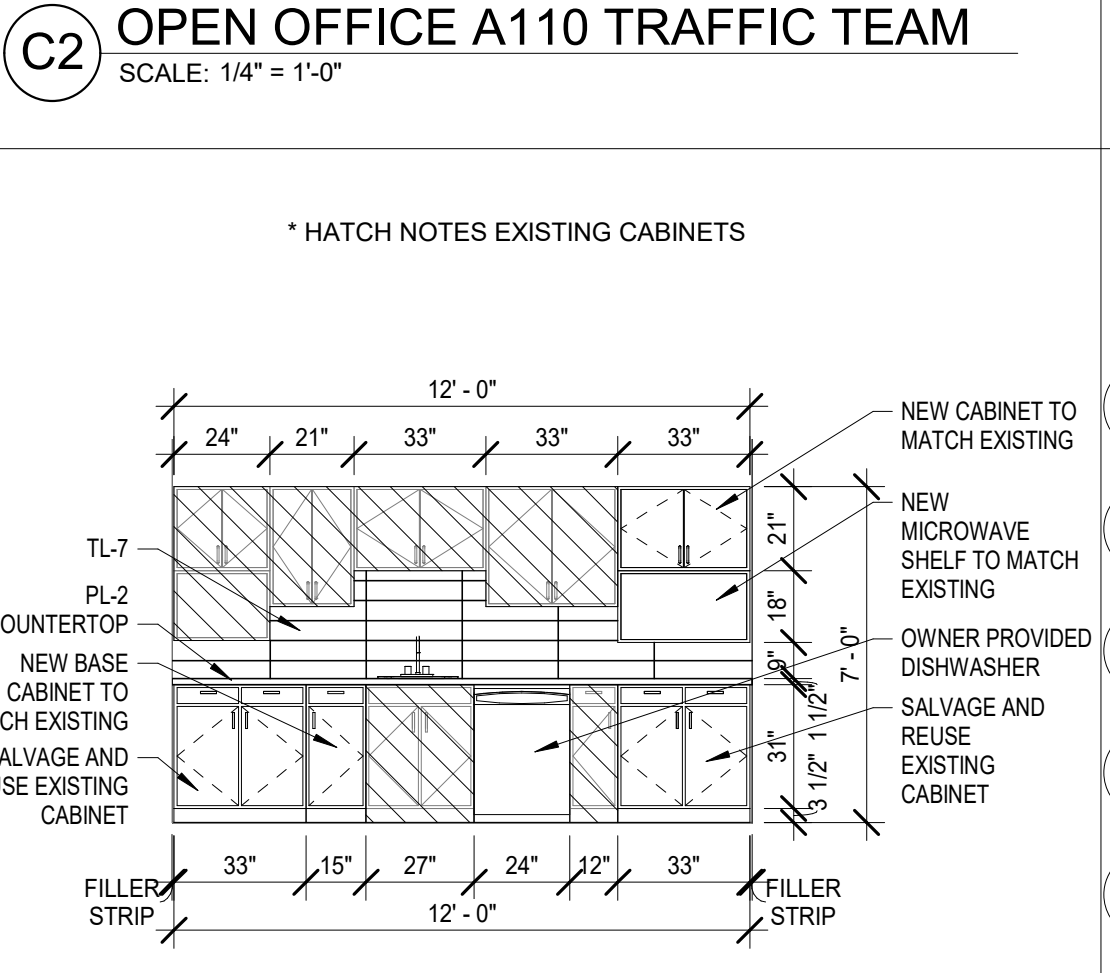 C2
OPEN OFFICE A110 TRAFFIC TEAM
SCALE: 1/4" = 1'-0"
* HATCH NOTES EXISTING CABINETS
12' - 0"
24" 21" 33" 33" 33"
TL-7
PL-2
OUNTERTOP
NEW BASE
CABINET TO
CH EXISTING
ALVAGE AND
USE EXISTING
CABINET
NEW CABINET TO
MATCH EXISTING
NEW
MICROWAVE
SHELF TO MATCH
EXISTING
OWNER PROVIDED
DISHWASHER
SALVAGE AND
REUSE
EXISTING
CABINET
21"
18"
9"
1 1/2"
31"
3 1/2"
7' - 0"
33" 15" 27" 24" 12" 33"
FILLER
STRIP
12' - 0"
FILLER
STRIP